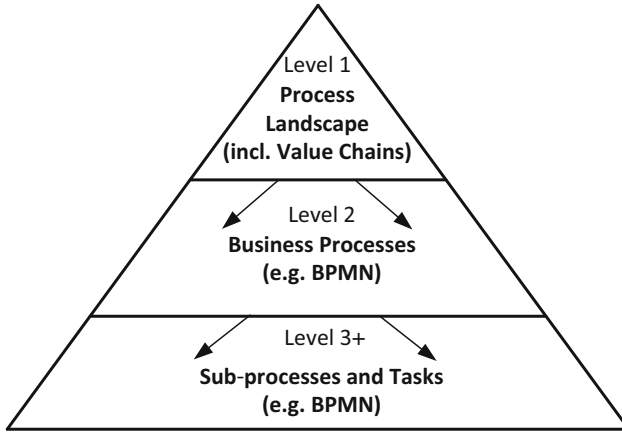 Level 1
Process
Landscape
(incl. Value Chains)
Level 2
Business Processes
(e.g. BPMN)
Level 3+
Sub-processes and Tasks
(e.g. BPMN)